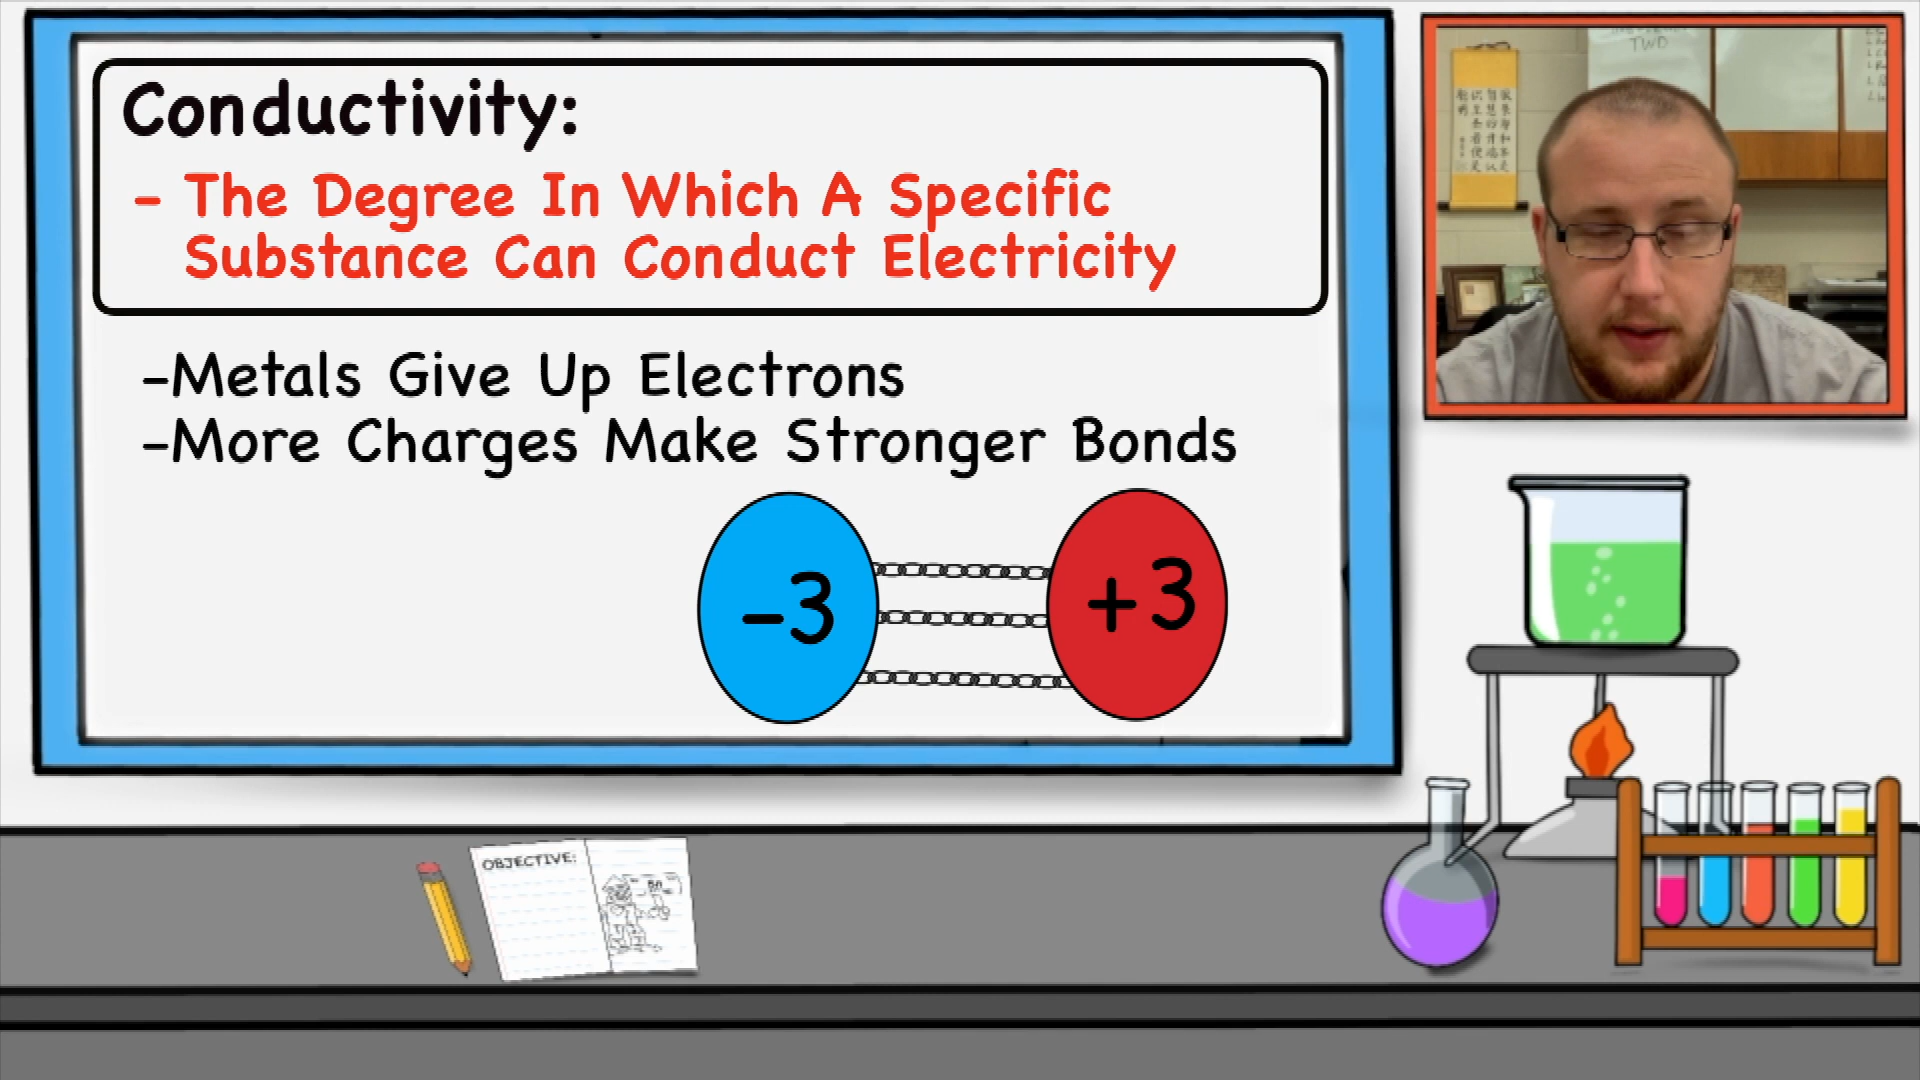 Conductivity:
- The Degree In Which A Specific
Substance Can Conduct Electricity
-Metals Give Up Electrons
-More Charges Make Stronger Bonds
-3
+3
TWO
OBJECTIVE: